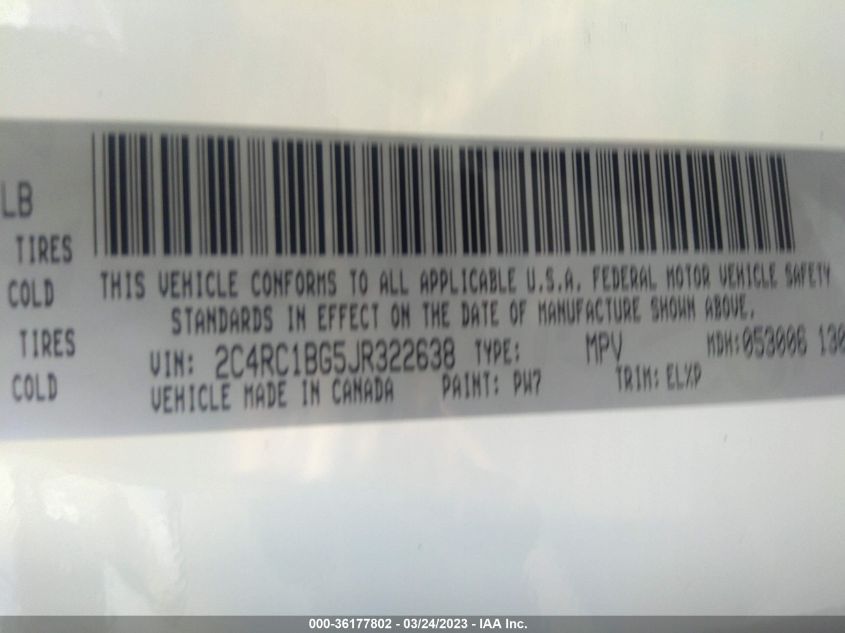 LB
TIRES
COLD
TIRES
COLD
THIS VEHICLE CONFORMS TO ALL APPLICABLE U.S.A. FEDERAL MOTOR VEHICLE SAFETY
STANDARDS IN EFFECT ON THE DATE OF MANUFACTURE SHOWN ABOVE.
VIN: 2C4RC1BG5JR322638 TYPE: MPV MDH:053006 130
VEHICLE MADE IN CANADA PAINT: PW7 TRIM: ELXP
000-36177802 - 03/24/2023 - IAA Inc.